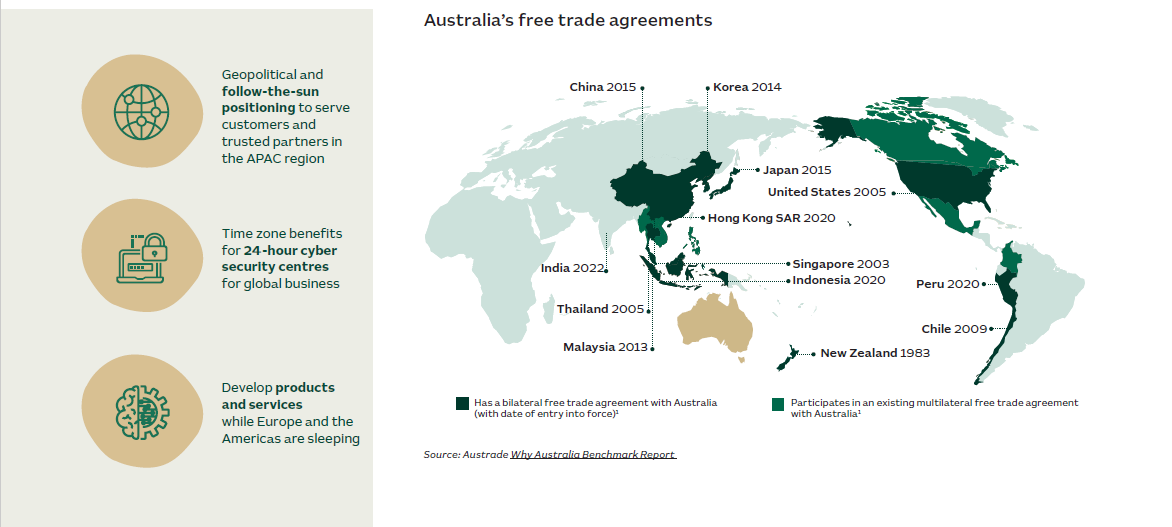 Geopolitical and
follow-the-sun
positioning to serve
customers and
trusted partners in
the APAC region
Time zone benefits
for 24-hour cyber
security centres
for global business
Develop products
and services
while Europe and the
Americas are sleeping
Australia's free trade agreements
China 2015
Korea 2014
Japan 2015
United States 2005
Hong Kong SAR 2020
India 2022
Singapore 2003
Indonesia 2020
Peru 2020
Thailand 2005
Chile 2009
Malaysia 2013
New Zealand 1983
Has a bilateral free trade agreement with Australia
(with date of entry into force)¹
Participates in an existing multilateral free trade agreement
with Australia¹
Source: Austrade Why Australia Benchmark Report